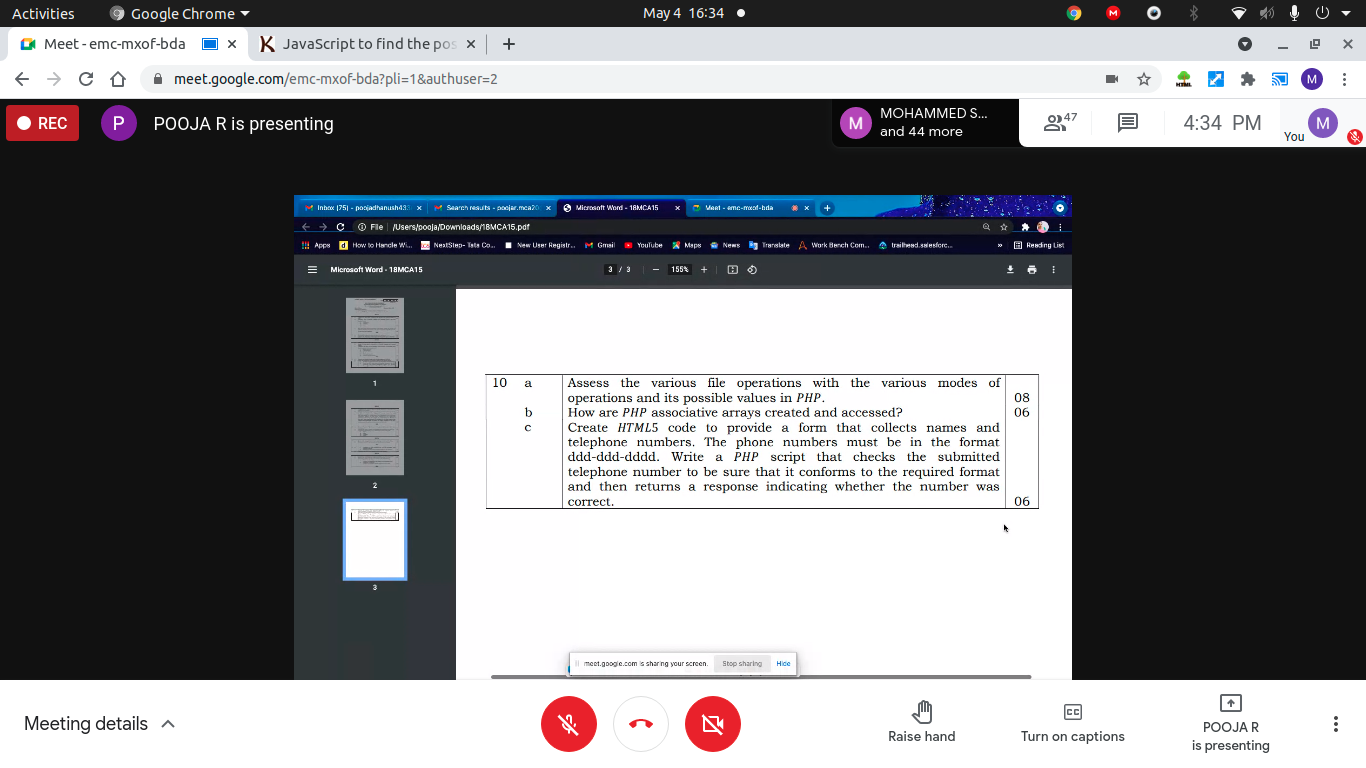 Activities
Google Chrome
May 4 16:34
Meet - emc-mxof-bda
JavaScript to find the pos
meet.google.com/emc-mxof-bda?pli=1&authuser=2
HTML
M
REC
P
POOJA R is presenting
M
MOHAMMED S...
and 44 more
47
4:34 PM
You
M
Inbox (75) - poojadhanush433
Search results - poojar.mca20
Microsoft Word - 18MCA15
Meet - emc-mxof-bda
File /Users/pooja/Downloads/18MCA15.pdf
Apps
How to Handle Wi...
NextStep- Tata Co...
New User Registr...
Gmail
YouTube
Maps
News
Translate
Work Bench Com...
trailhead.salesforc...
»
Reading List
Microsoft Word - 18MCA15
3 / 3
155%
1
2
3
10 a Assess the various file operations with the various modes of
operations and its possible values in PHP. 08
b How are PHP associative arrays created and accessed? 06
c Create HTML5 code to provide a form that collects names and
telephone numbers. The phone numbers must be in the format
ddd-ddd-dddd. Write a PHP script that checks the submitted
telephone number to be sure that it conforms to the required format
and then returns a response indicating whether the number was
correct. 06
meet.google.com is sharing your screen.
Stop sharing
Hide
Meeting details
Raise hand
CC
Turn on captions
POOJA R
is presenting